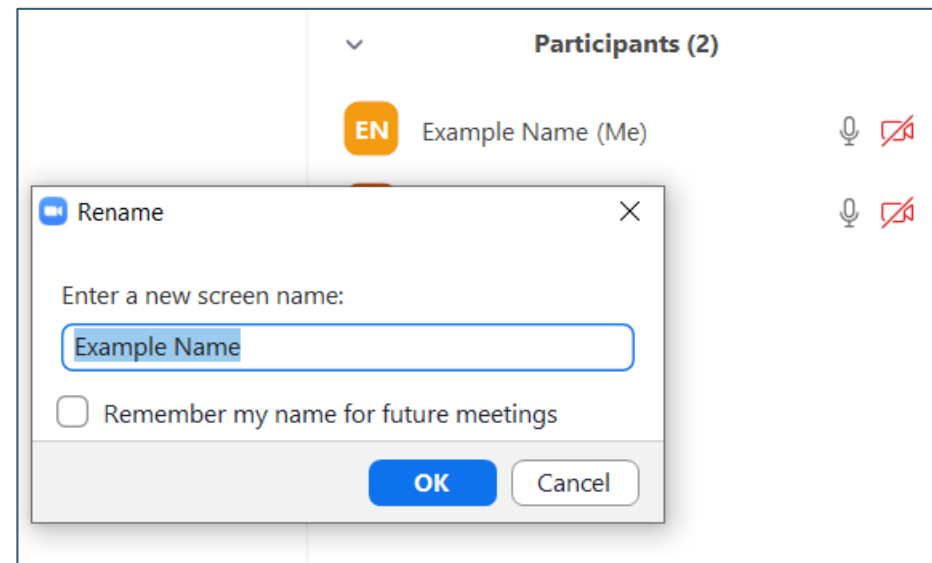 Participants (2)
EN Example Name (Me)
Rename
Enter a new screen name:
Example Name
Remember my name for future meetings
OK Cancel